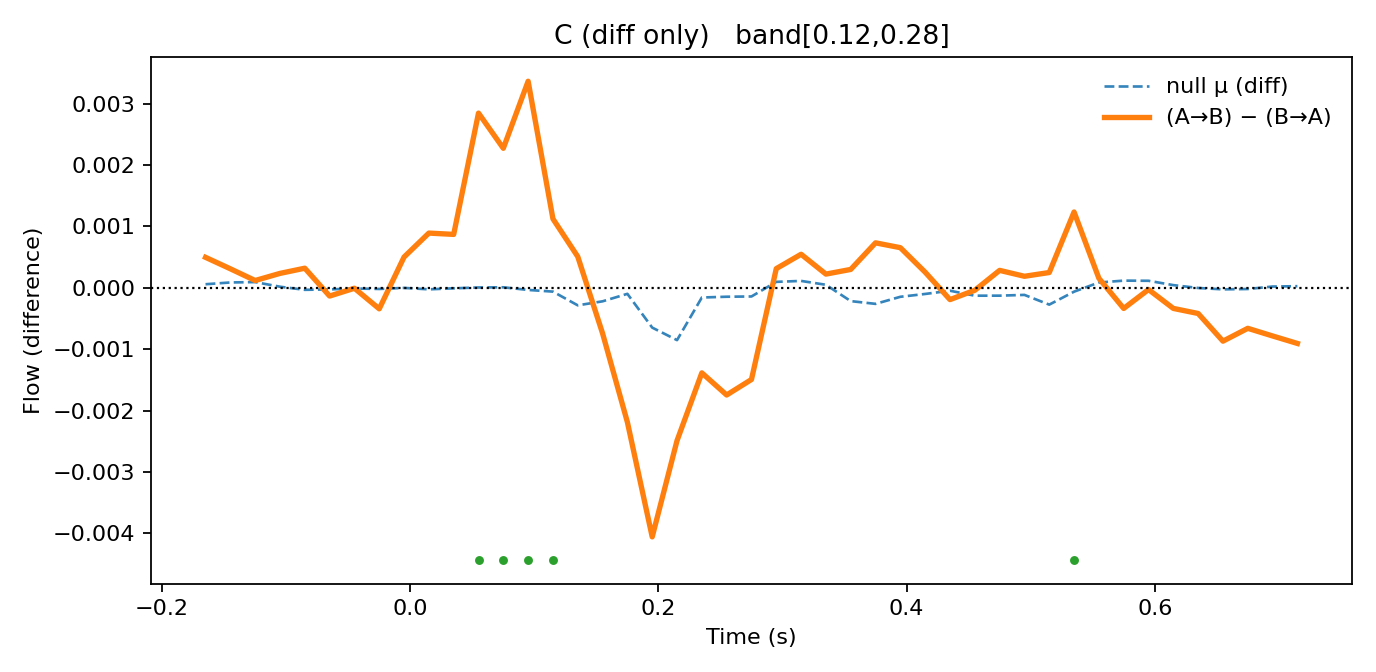 C (diff only)   band[0.12,0.28]
null μ (diff)
(A→B) − (B→A)
Flow (difference)
0.003
0.002
0.001
0.000
−0.001
−0.002
−0.003
−0.004
−0.2
0.0
0.2
0.4
0.6
Time (s)